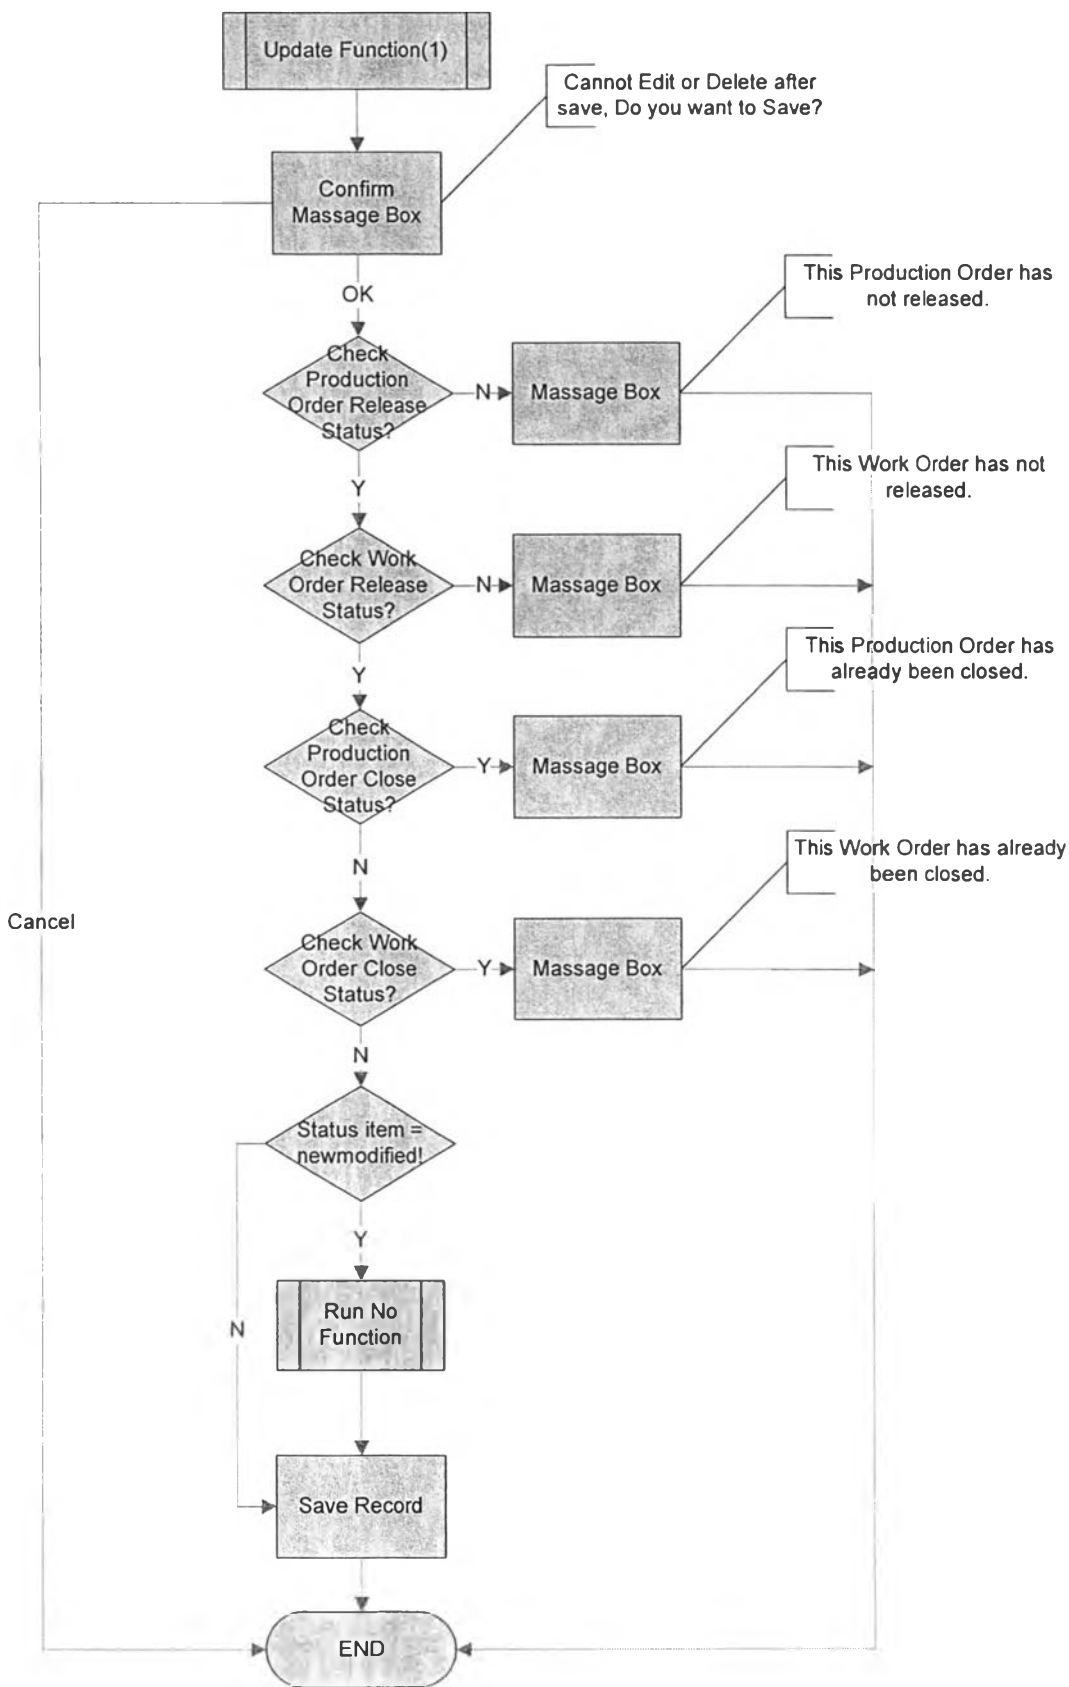 Update Function(1)
Cannot Edit or Delete after
save, Do you want to Save?
Confirm
Massage Box
OK
This Production Order has
not released.
Check
Production
Order Release
Status?
N
Massage Box
Y
This Work Order has not
released.
Check Work
Order Release
Status?
N
Massage Box
Y
This Production Order has
already been closed.
Check
Production
Order Close
Status?
Y
Massage Box
N
This Work Order has already
been closed.
Cancel
Check Work
Order Close
Status?
Y
Massage Box
N
Status item =
newmodified!
Y
Run No
Function
N
Save Record
END